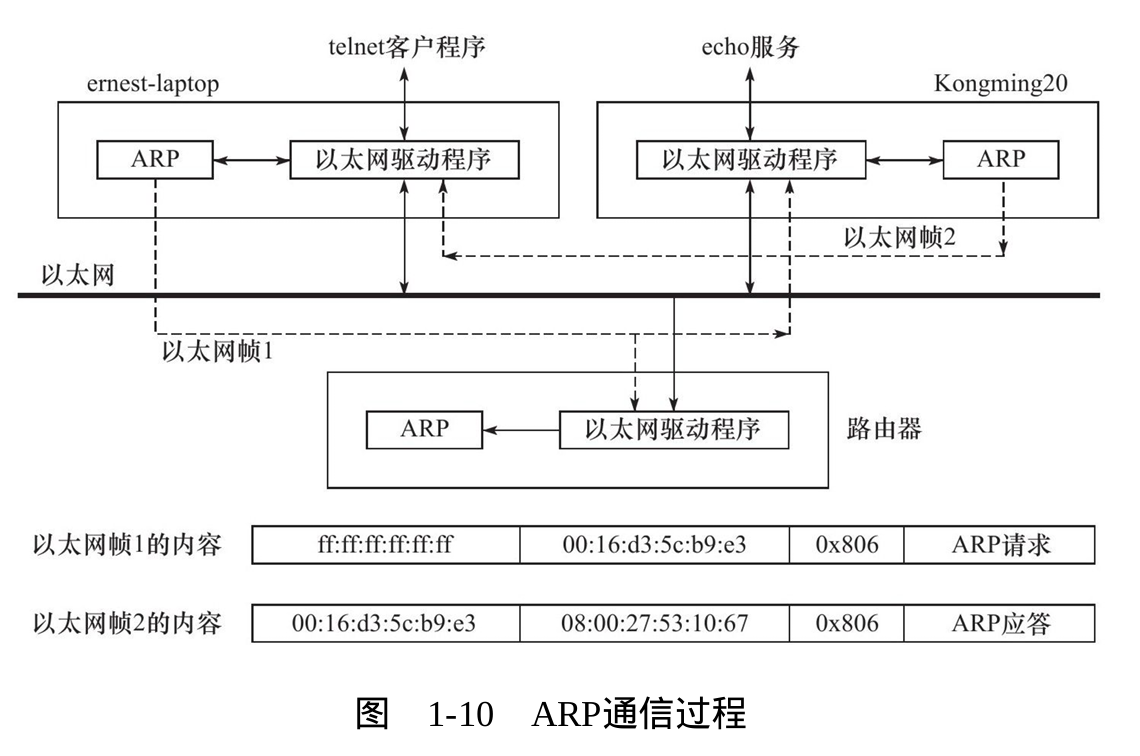 telnet客户程序
echo服务
ernest-laptop
Kongming20
ARP
以太网驱动程序
以太网驱动程序
ARP
以太网帧2
以太网
以太网帧1
ARP
以太网驱动程序
路由器
以太网帧1的内容 ff:ff:ff:ff:ff:ff 00:16:d3:5c:b9:e3 0x806 ARP请求
以太网帧2的内容 00:16:d3:5c:b9:e3 08:00:27:53:10:67 0x806 ARP应答
图 1-10 ARP通信过程